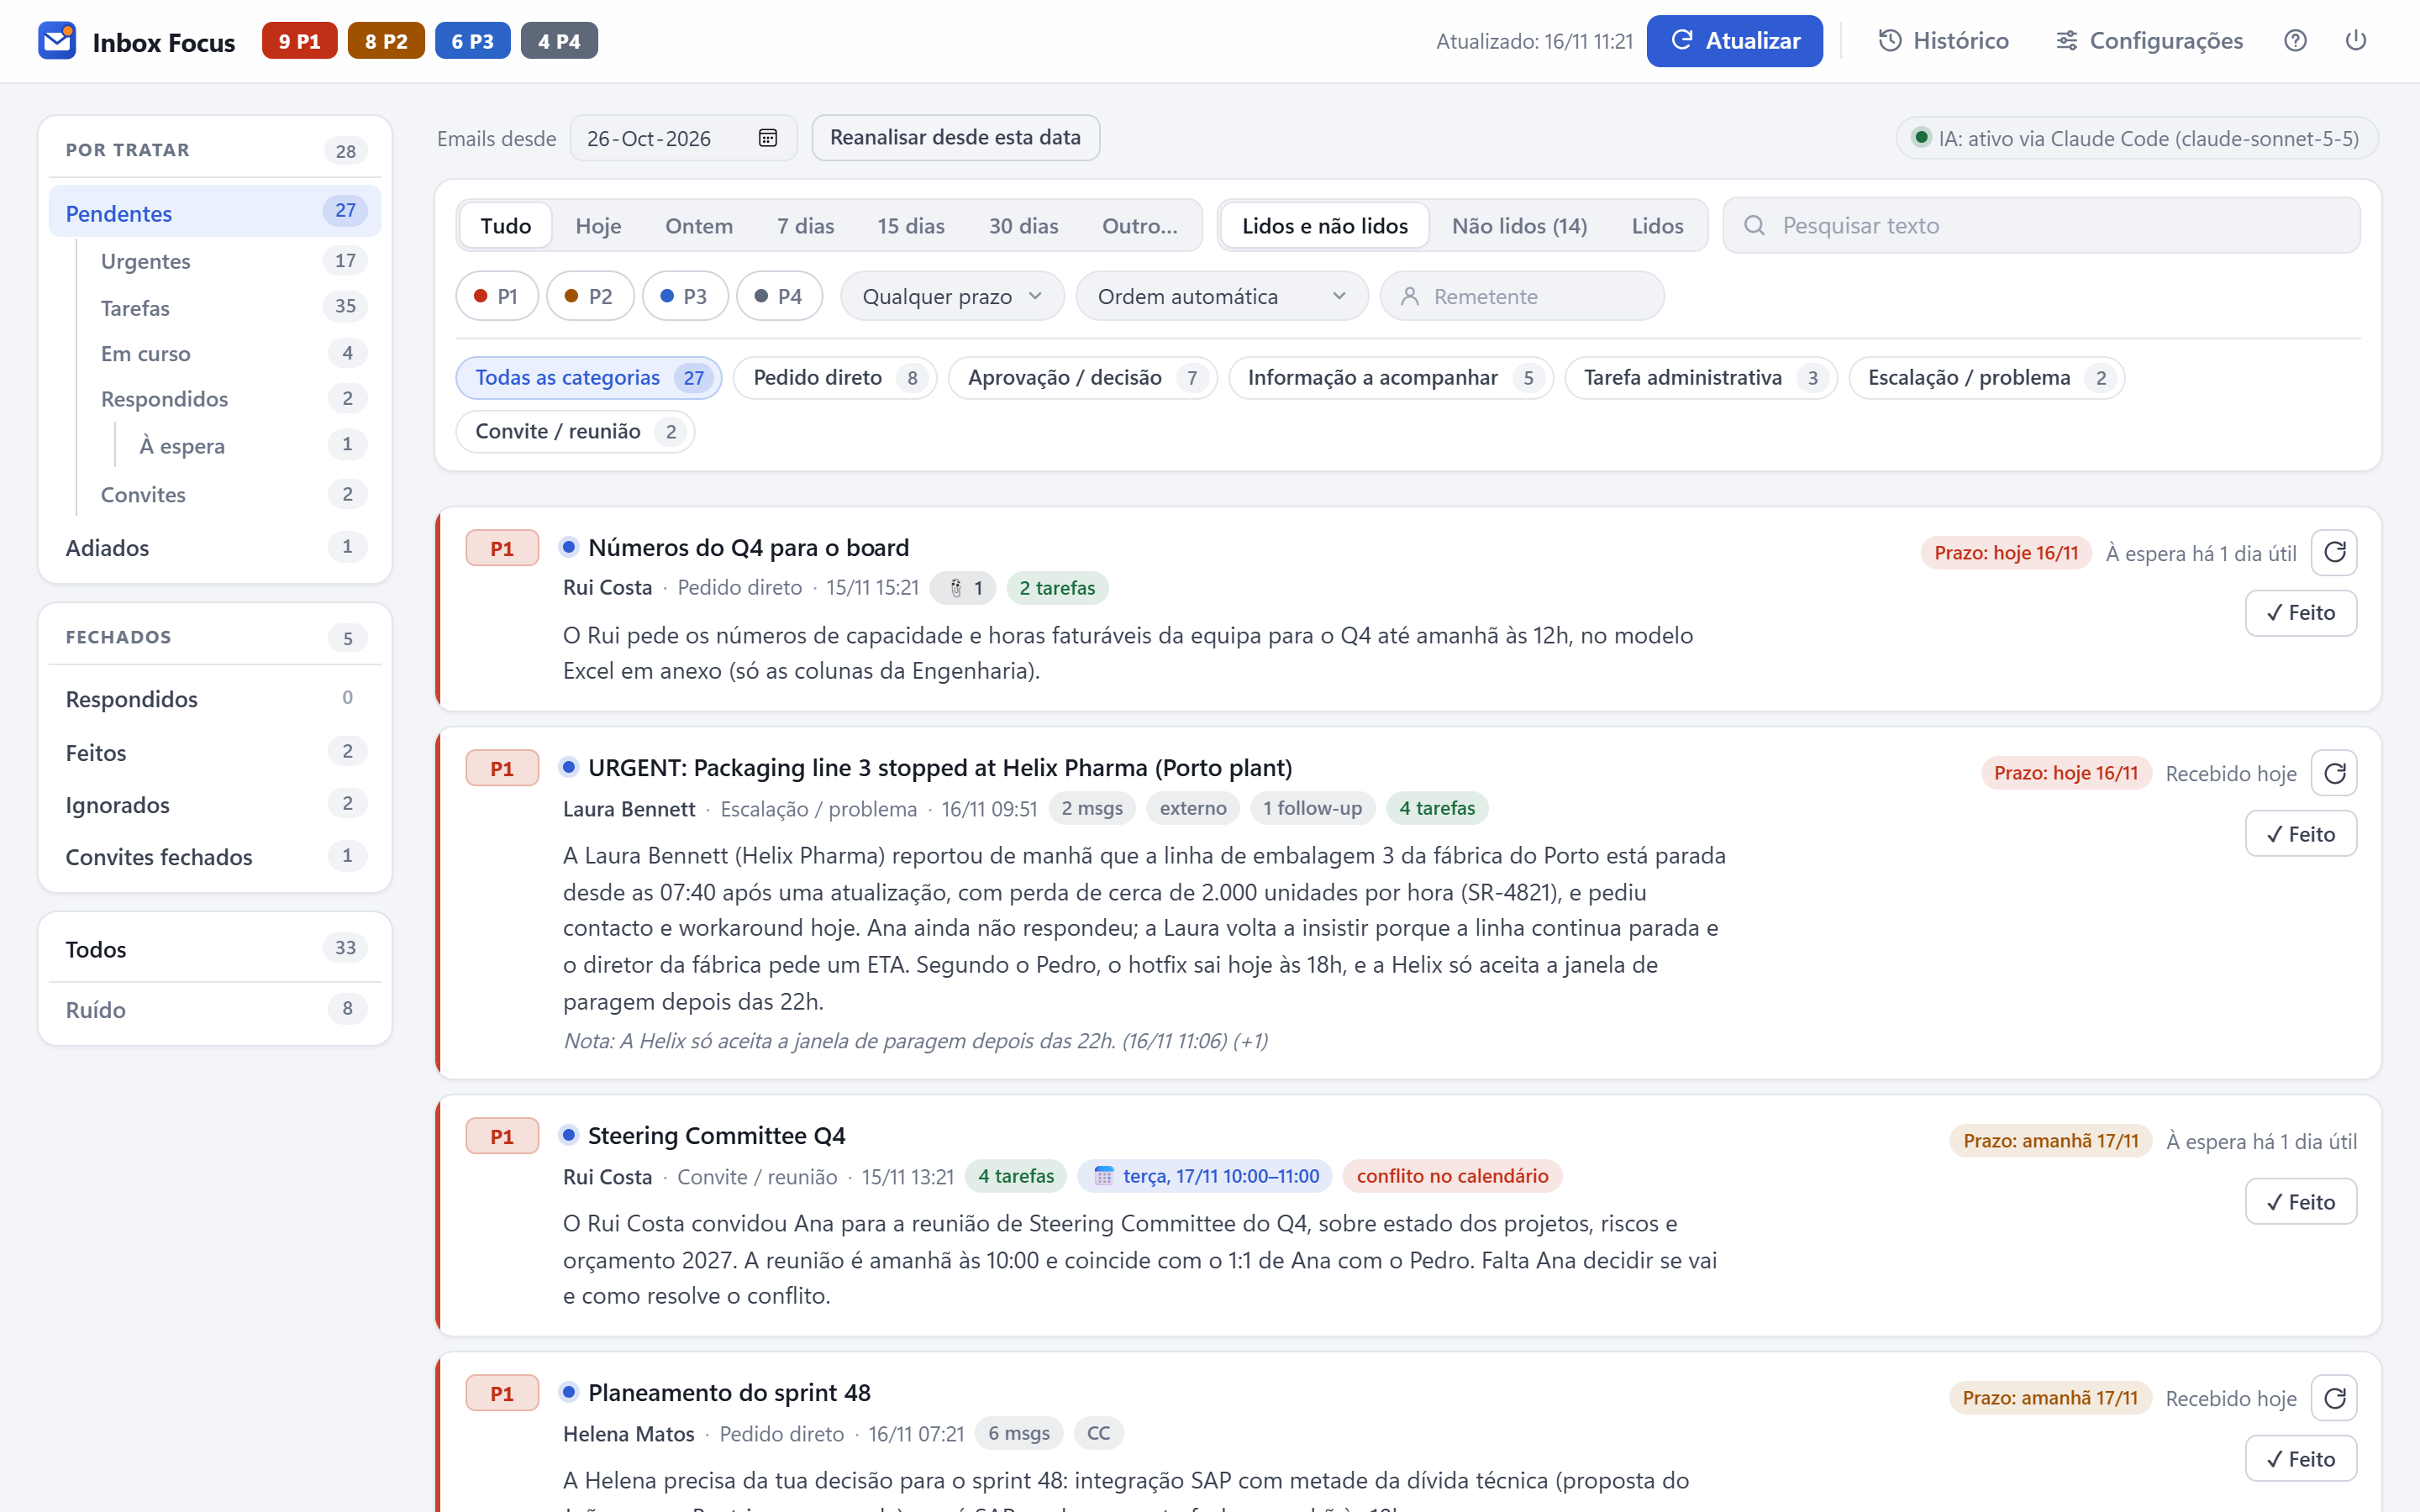 Inbox Focus 9 P1 8 P2 6 P3 4 P4 Atualizado: 16/11 11:21 Atualizar Histórico Configurações
POR TRATAR 28
Pendentes 27
Urgentes 17
Tarefas 35
Em curso 4
Respondidos 2
À espera 1
Convites 2
Adiados 1
FECHADOS 5
Respondidos 0
Feitos 2
Ignorados 2
Convites fechados 1
Todos 33
Ruído 8
Emails desde 26-Oct-2026 Reanalisar desde esta data IA: ativo via Claude Code (claude-sonnet-5-5)
Tudo Hoje Ontem 7 dias 15 dias 30 dias Outro... Lidos e não lidos Não lidos (14) Lidos Pesquisar texto
P1 P2 P3 P4 Qualquer prazo Ordem automática Remetente
Todas as categorias 27 Pedido direto 8 Aprovação / decisão 7 Informação a acompanhar 5 Tarefa administrativa 3 Escalação / problema 2
Convite / reunião 2
P1 Números do Q4 para o board Prazo: hoje 16/11 À espera há 1 dia útil
Rui Costa · Pedido direto · 15/11 15:21 1 2 tarefas
✓ Feito
O Rui pede os números de capacidade e horas faturáveis da equipa para o Q4 até amanhã às 12h, no modelo
Excel em anexo (só as colunas da Engenharia).
P1 URGENT: Packaging line 3 stopped at Helix Pharma (Porto plant) Prazo: hoje 16/11 Recebido hoje
Laura Bennett · Escalação / problema · 16/11 09:51 2 msgs externo 1 follow-up 4 tarefas
✓ Feito
A Laura Bennett (Helix Pharma) reportou de manhã que a linha de embalagem 3 da fábrica do Porto está parada
desde as 07:40 após uma atualização, com perda de cerca de 2.000 unidades por hora (SR-4821), e pediu
contacto e workaround hoje. Ana ainda não respondeu; a Laura volta a insistir porque a linha continua parada e
o diretor da fábrica pede um ETA. Segundo o Pedro, o hotfix sai hoje às 18h, e a Helix só aceita a janela de
paragem depois das 22h.
Nota: A Helix só aceita a janela de paragem depois das 22h. (16/11 11:06) (+1)
P1 Steering Committee Q4 Prazo: amanhã 17/11 À espera há 1 dia útil
Rui Costa · Convite / reunião · 15/11 13:21 4 tarefas terça, 17/11 10:00–11:00 conflito no calendário
✓ Feito
O Rui Costa convidou Ana para a reunião de Steering Committee do Q4, sobre estado dos projetos, riscos e
orçamento 2027. A reunião é amanhã às 10:00 e coincide com o 1:1 de Ana com o Pedro. Falta Ana decidir se vai
e como resolve o conflito.
P1 Planeamento do sprint 48 Prazo: amanhã 17/11 Recebido hoje
Helena Matos · Pedido direto · 16/11 07:21 6 msgs CC
✓ Feito
A Helena precisa da tua decisão para o sprint 48: integração SAP com metade da dívida técnica (proposta do